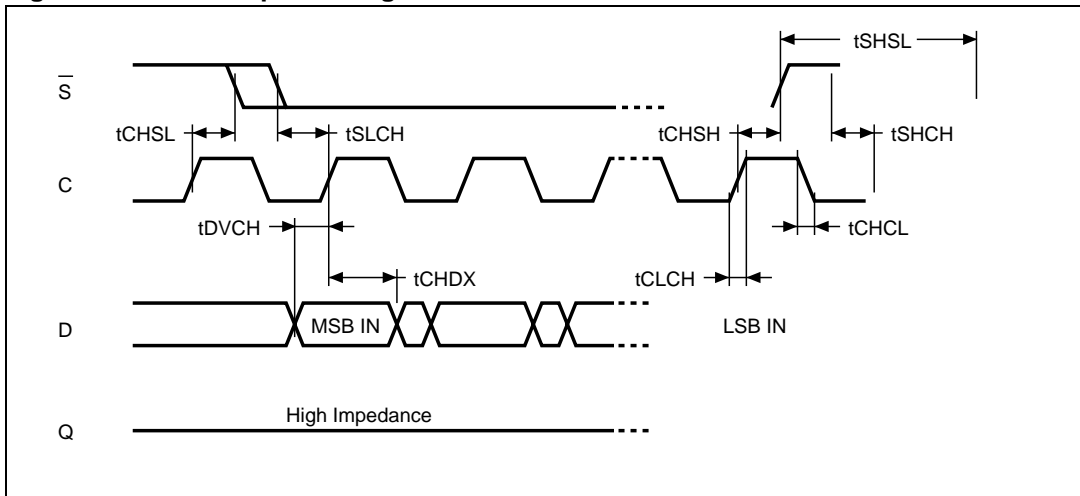 tSHSL
S
tCHSL
tSLCH
tCHSH
tSHCH
C
tDVCH
tCHCL
tCHDX
tCLCH
D
MSB IN
LSB IN
High Impedance
Q